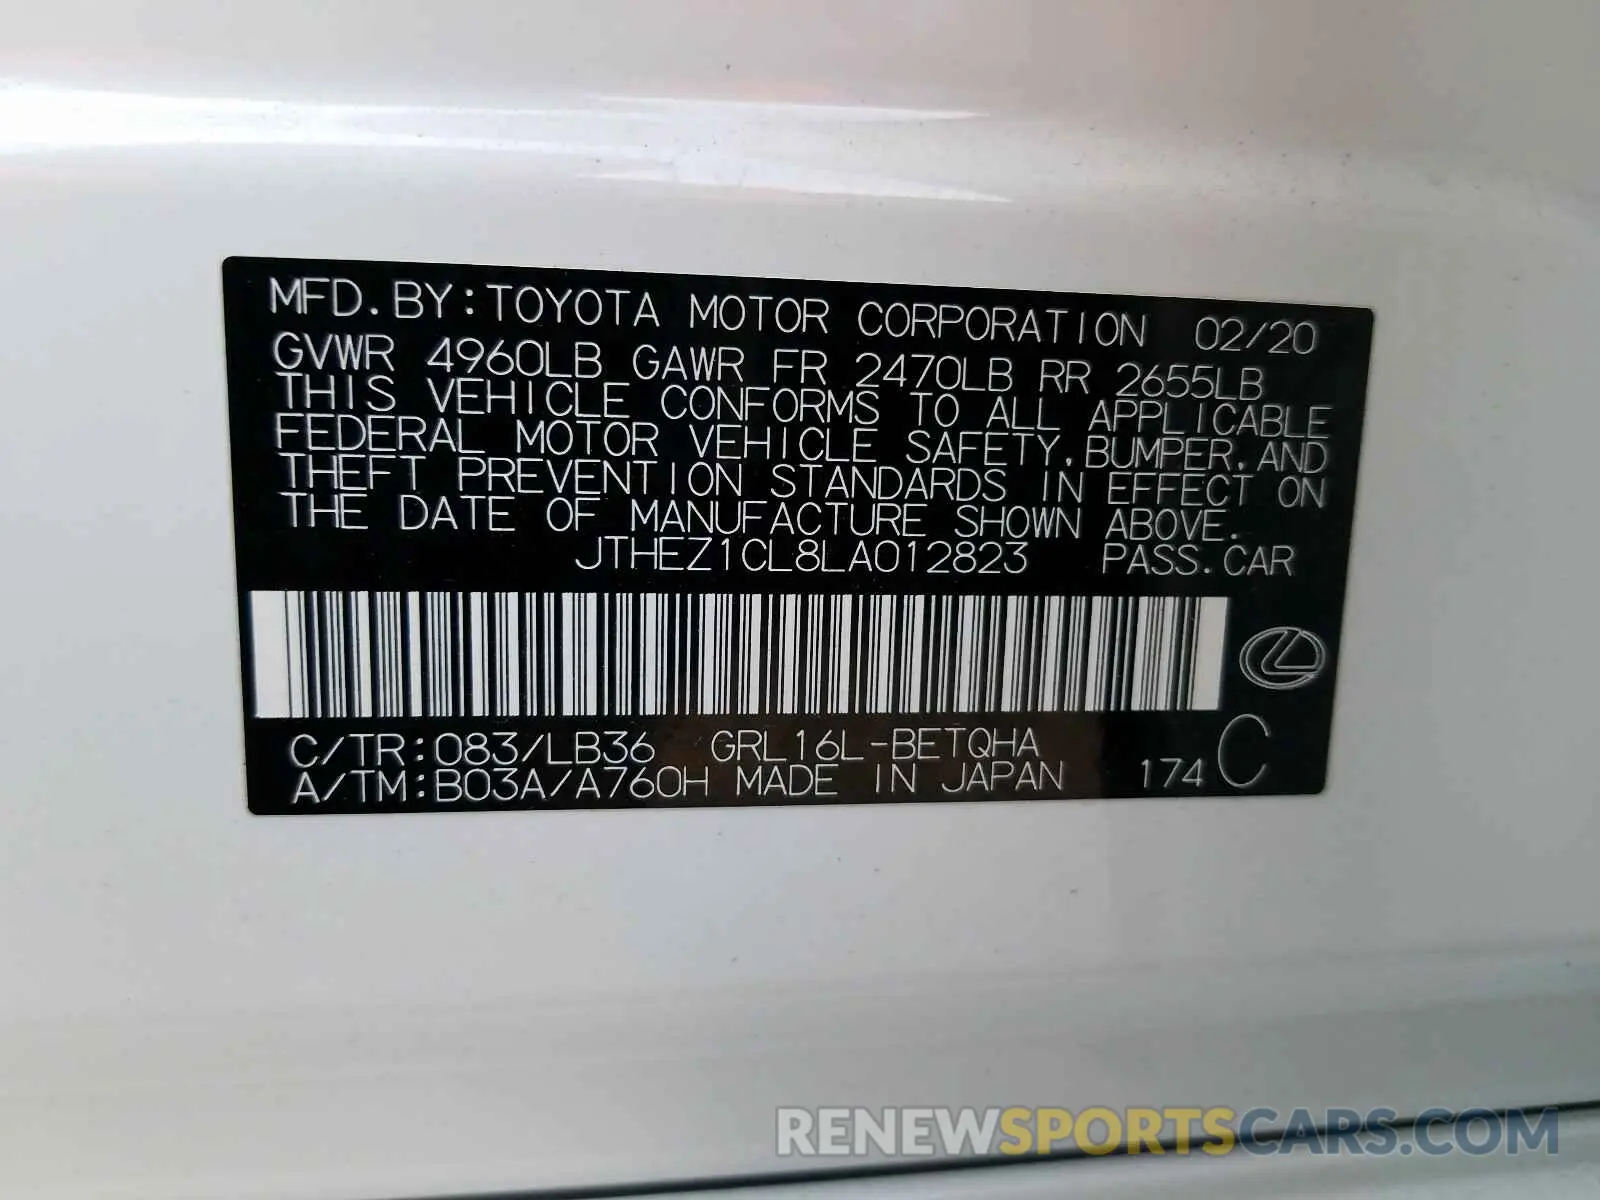 MFD. BY: TOYOTA MOTOR CORPORATION 02/20
GVWR 4960LB GAWR FR 2470LB RR 2655LB
THIS VEHICLE CONFORMS TO ALL APPLICABLE
FEDERAL MOTOR VEHICLE SAFETY, BUMPER, AND
THEFT PREVENTION STANDARDS IN EFFECT ON
THE DATE OF MANUFACTURE SHOWN ABOVE.
JTHEZ1CL8LA012823 PASS. CAR
C/TR: 083/LB36 GRL16L-BETQHA
A/TM: B03A/A760H MADE IN JAPAN 174 C
RENEWSPORTSCARS.COM